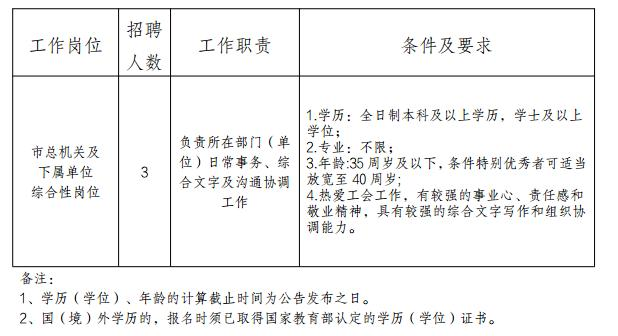 工作岗位
招聘
人数
工作职责
条件及要求
市总机关及
下属单位
综合性岗位
3
负责所在部门（单
位）日常事务、综
合文字及沟通协调
工作
1.学历：全日制本科及以上学历，学士及以上
学位；
2.专业：不限；
3.年龄:35 周岁及以下，条件特别优秀者可适当
放宽至 40 周岁;
4.热爱工会工作，有较强的事业心、责任感和
敬业精神，具有较强的综合文字写作和组织协
调能力。
备注：
1、学历（学位）、年龄的计算截止时间为公告发布之日。
2、国（境）外学历的，报名时须已取得国家教育部认定的学历（学位）证书。